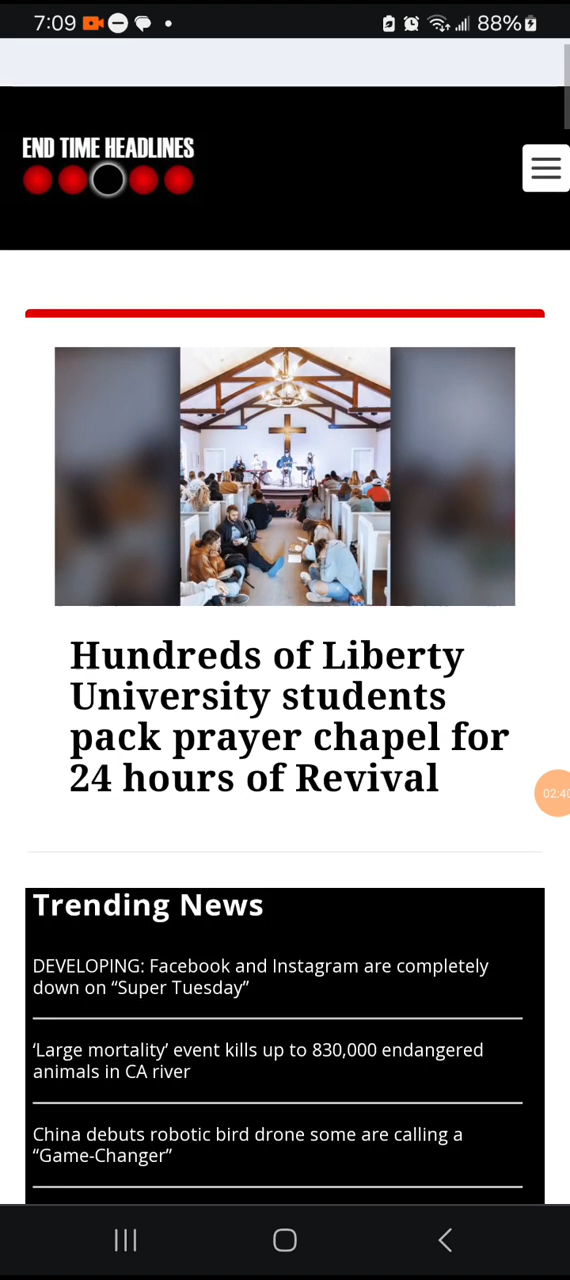 7:09 88%
END TIME HEADLINES
Hundreds of Liberty
University students
pack prayer chapel for
24 hours of Revival
02:40
Trending News
DEVELOPING: Facebook and Instagram are completely
down on “Super Tuesday”
‘Large mortality’ event kills up to 830,000 endangered
animals in CA river
China debuts robotic bird drone some are calling a
“Game-Changer”